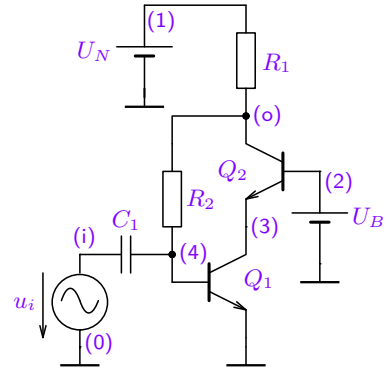 (1)
U_N
R_1
(o)
Q_2
(2)
R_2
C_1
U_B
(i)
(3)
(4)
Q_1
u_i
(0)